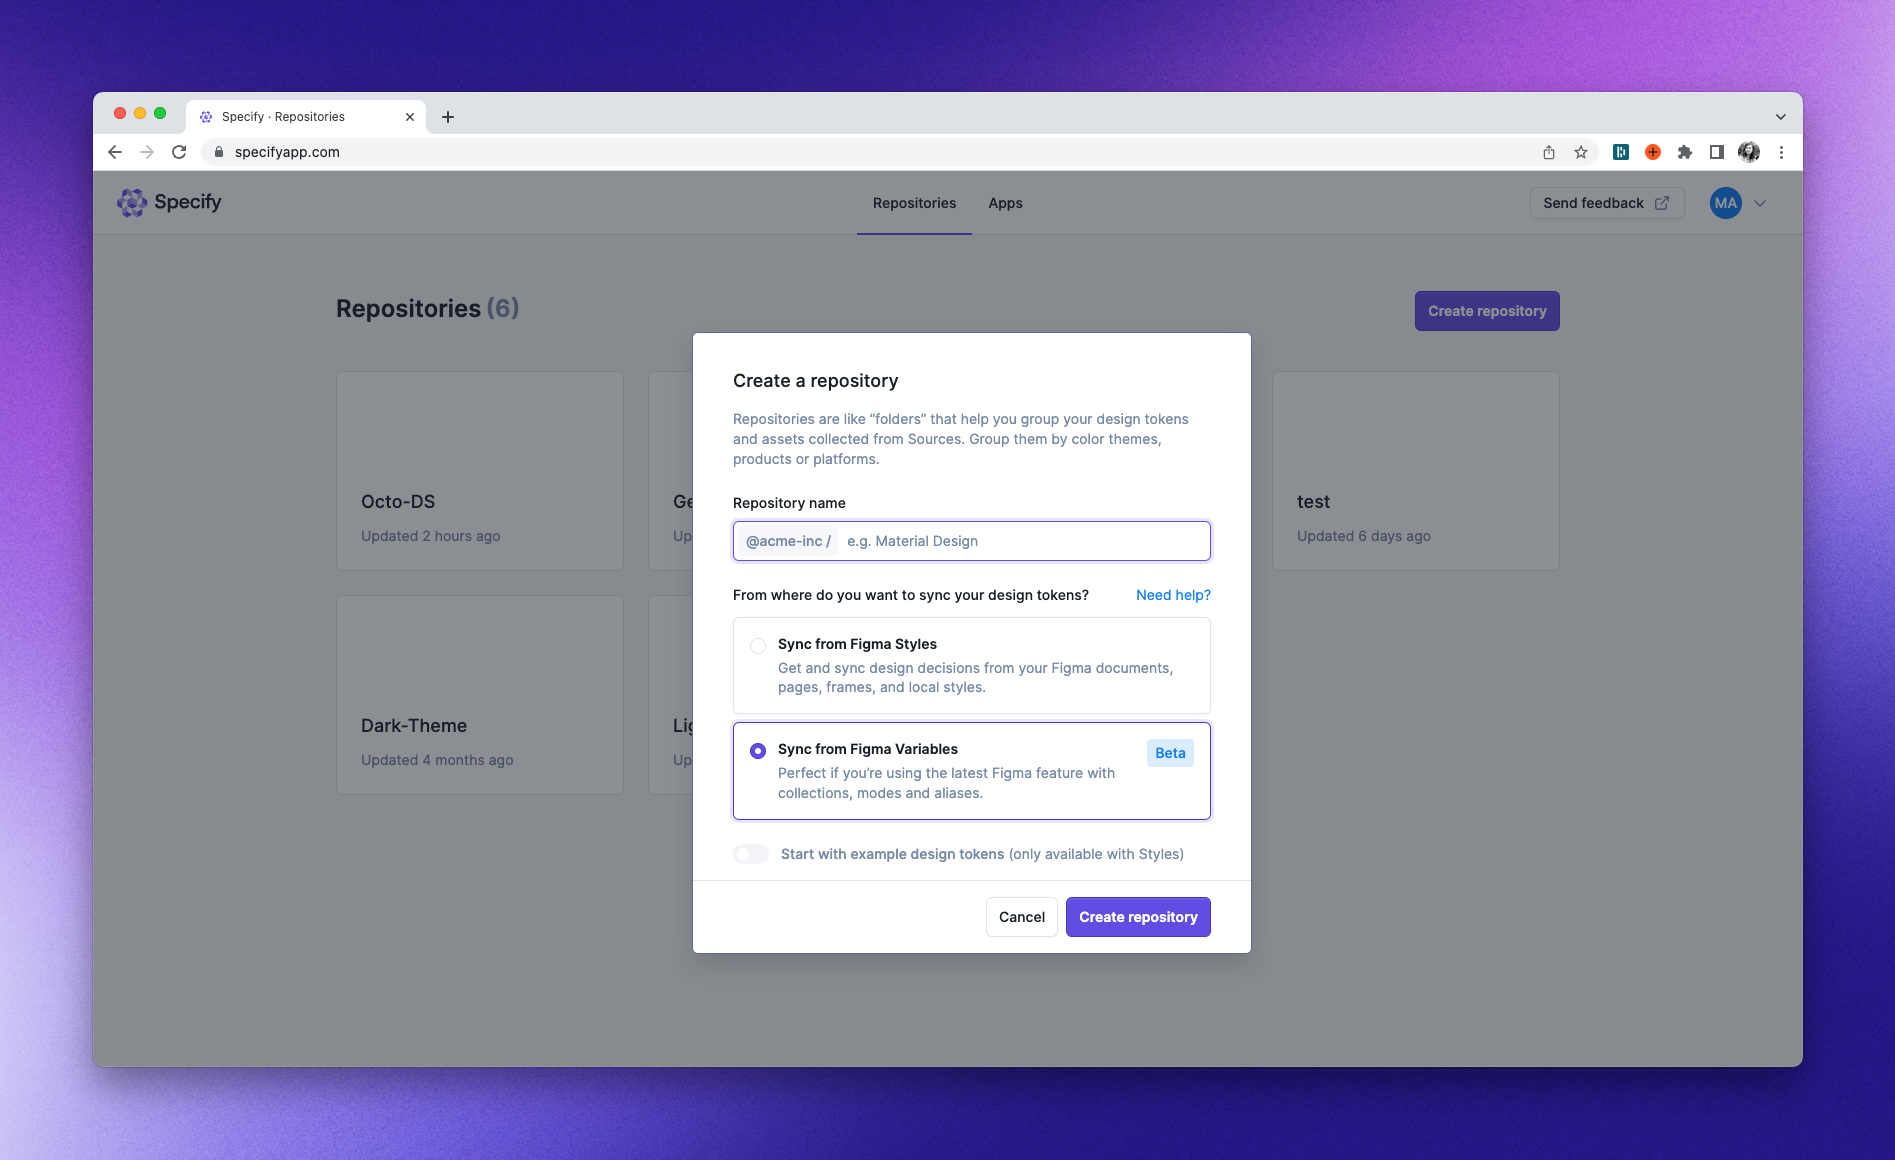 Specify · Repositories
specifyapp.com
Specify
Repositories
Apps
Send feedback
MA
Repositories (6)
Create repository
Octo-DS
Updated 2 hours ago
test
Updated 6 days ago
Dark-Theme
Updated 4 months ago
Create a repository
Repositories are like “folders” that help you group your design tokens
and assets collected from Sources. Group them by color themes,
products or platforms.
Repository name
@acme-inc / e.g. Material Design
From where do you want to sync your design tokens? Need help?
Sync from Figma Styles
Get and sync design decisions from your Figma documents,
pages, frames, and local styles.
Sync from Figma Variables
Beta
Perfect if you’re using the latest Figma feature with
collections, modes and aliases.
Start with example design tokens (only available with Styles)
Cancel
Create repository